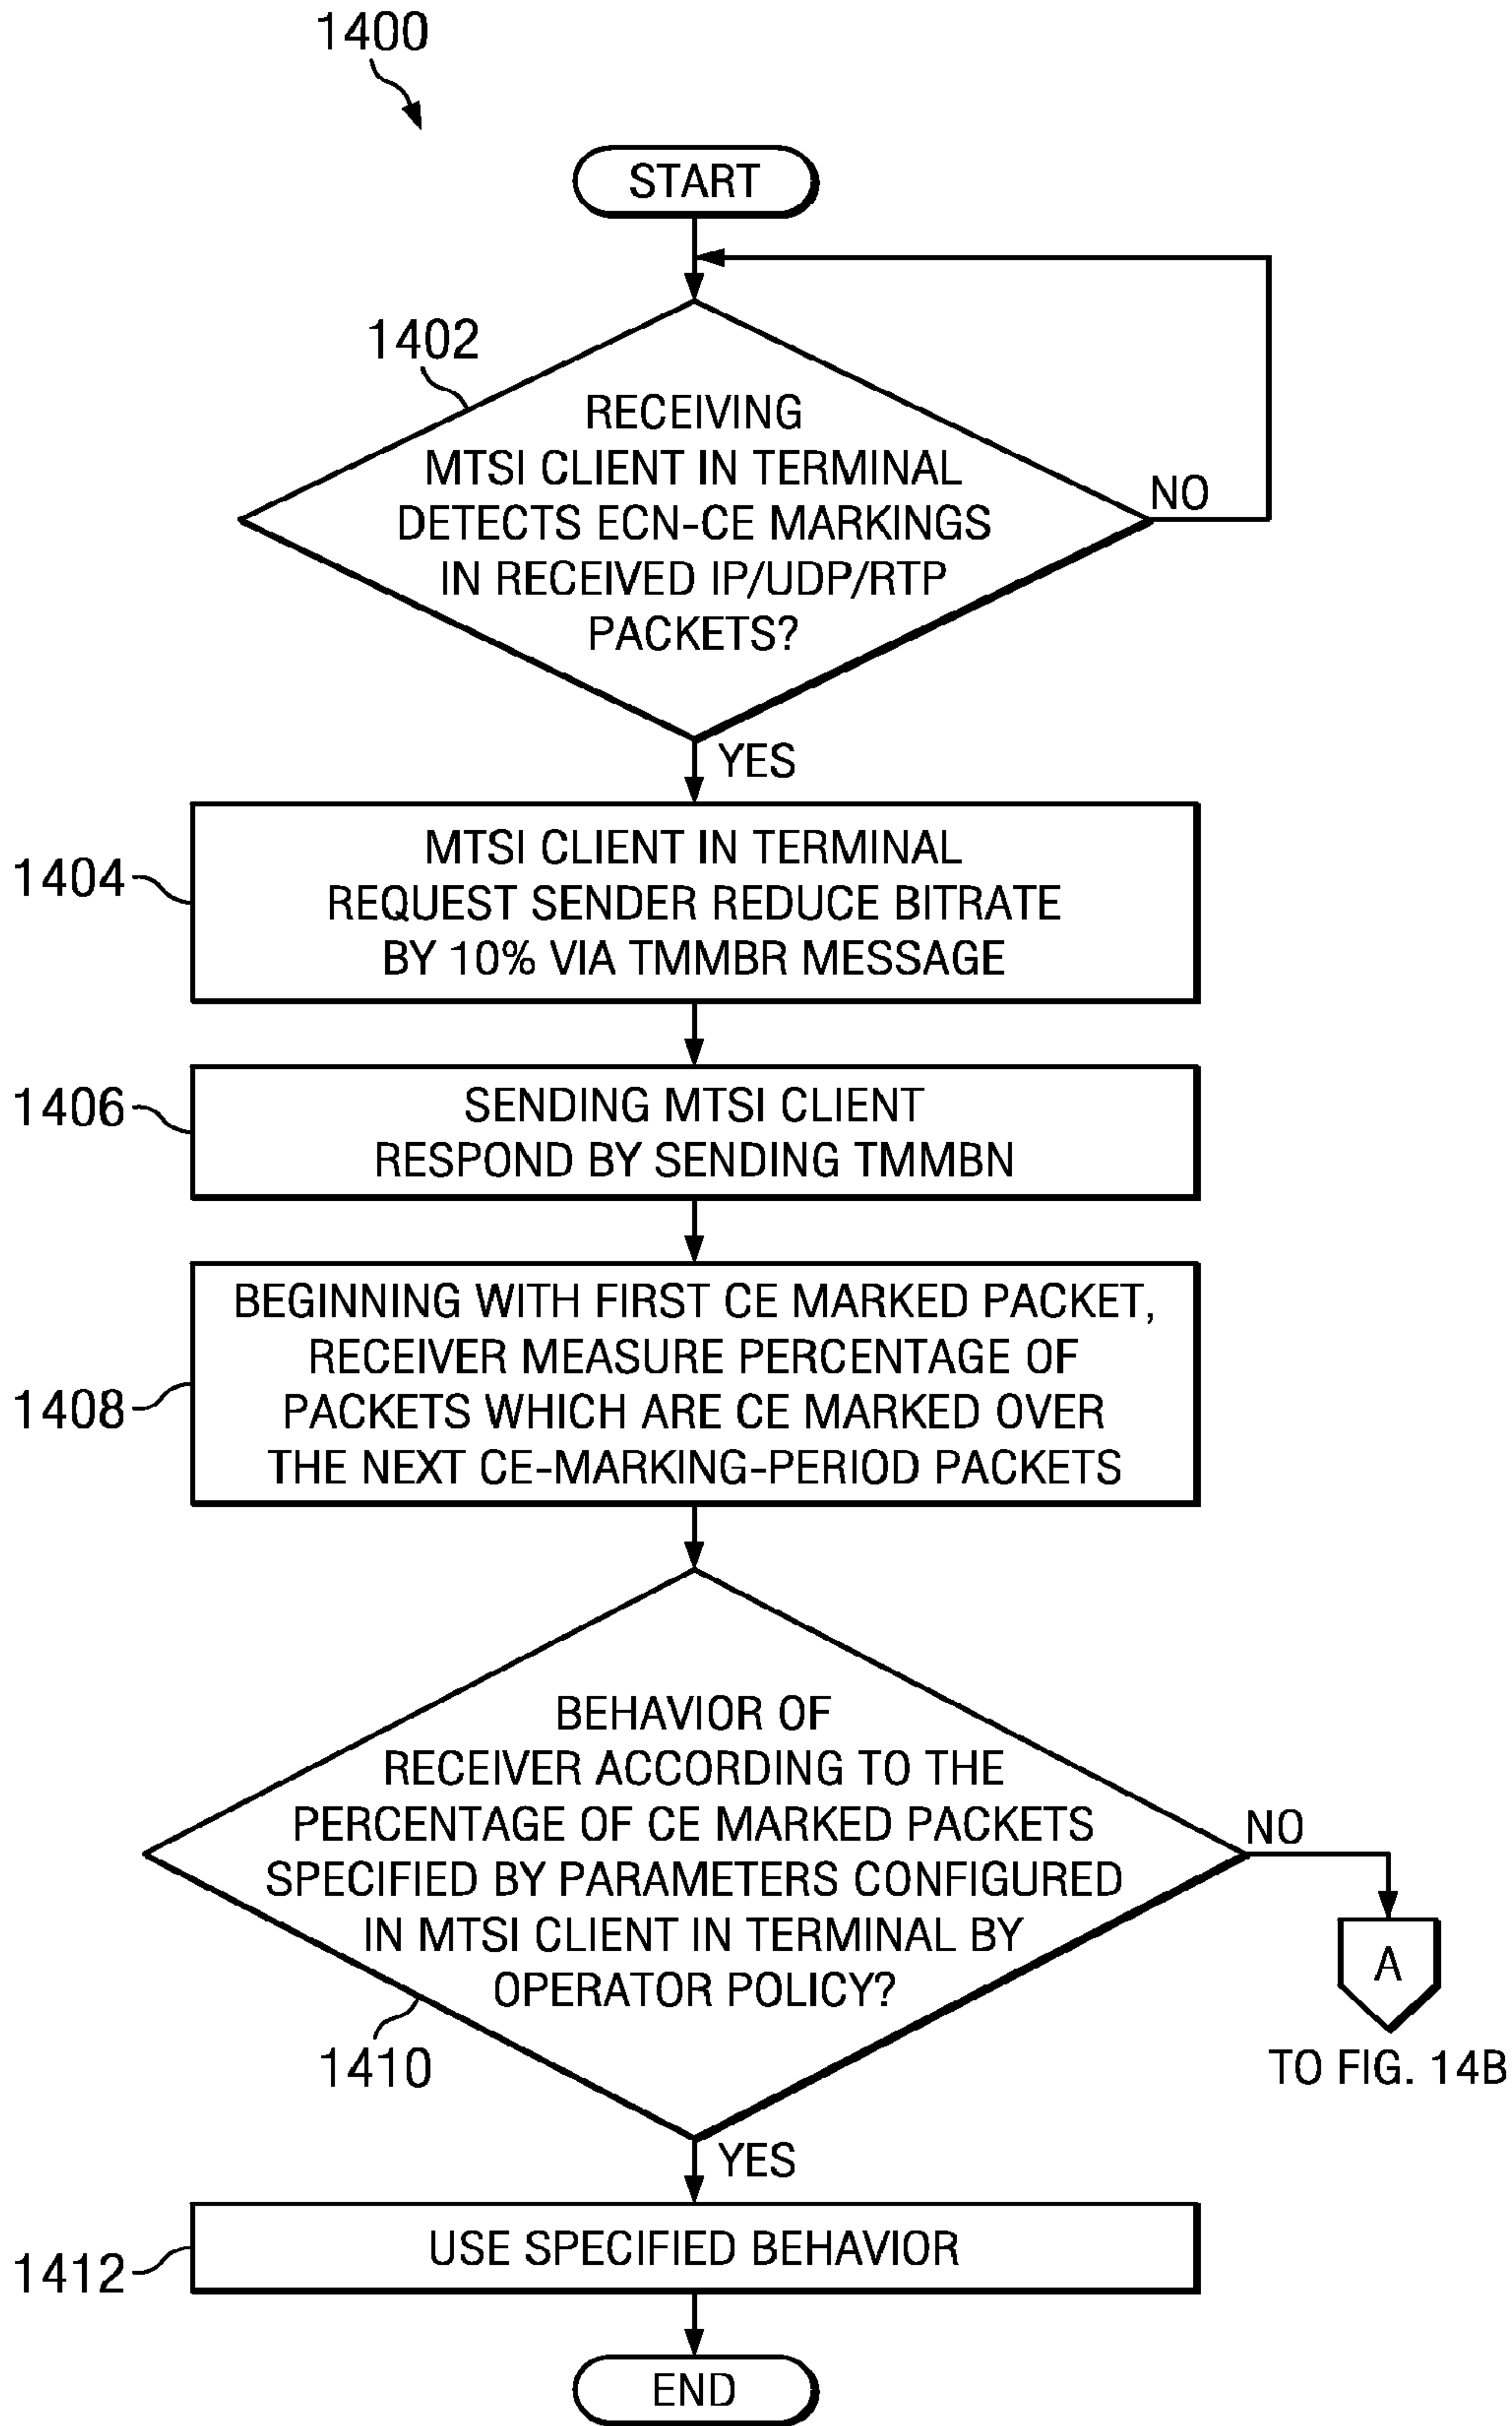 1400
START
1402
RECEIVING
MTSI CLIENT IN TERMINAL
DETECTS ECN-CE MARKINGS
IN RECEIVED IP/UDP/RTP
PACKETS?
NO
YES
1404
MTSI CLIENT IN TERMINAL
REQUEST SENDER REDUCE BITRATE
BY 10% VIA TMMBR MESSAGE
1406
SENDING MTSI CLIENT
RESPOND BY SENDING TMMBN
1408
BEGINNING WITH FIRST CE MARKED PACKET,
RECEIVER MEASURE PERCENTAGE OF
PACKETS WHICH ARE CE MARKED OVER
THE NEXT CE-MARKING-PERIOD PACKETS
BEHAVIOR OF
RECEIVER ACCORDING TO THE
PERCENTAGE OF CE MARKED PACKETS
SPECIFIED BY PARAMETERS CONFIGURED
IN MTSI CLIENT IN TERMINAL BY
OPERATOR POLICY?
NO
A
TO FIG. 14B
1410
YES
1412
USE SPECIFIED BEHAVIOR
END